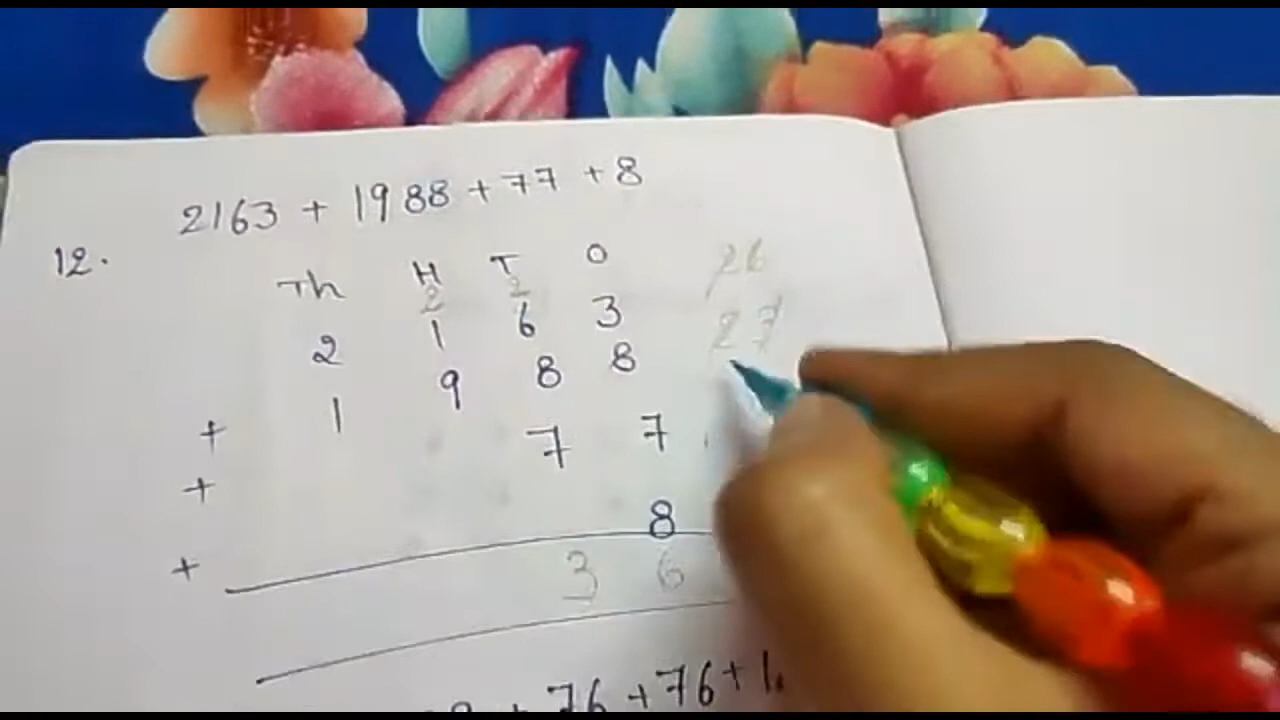 2163 + 1988 + 77 + 8
12.
Th H T O 26
2 2
2 1 6 3 27
1 9 8 8
+ 7 7
+ 8
+ 3 6
+ 76 + 76 + 1